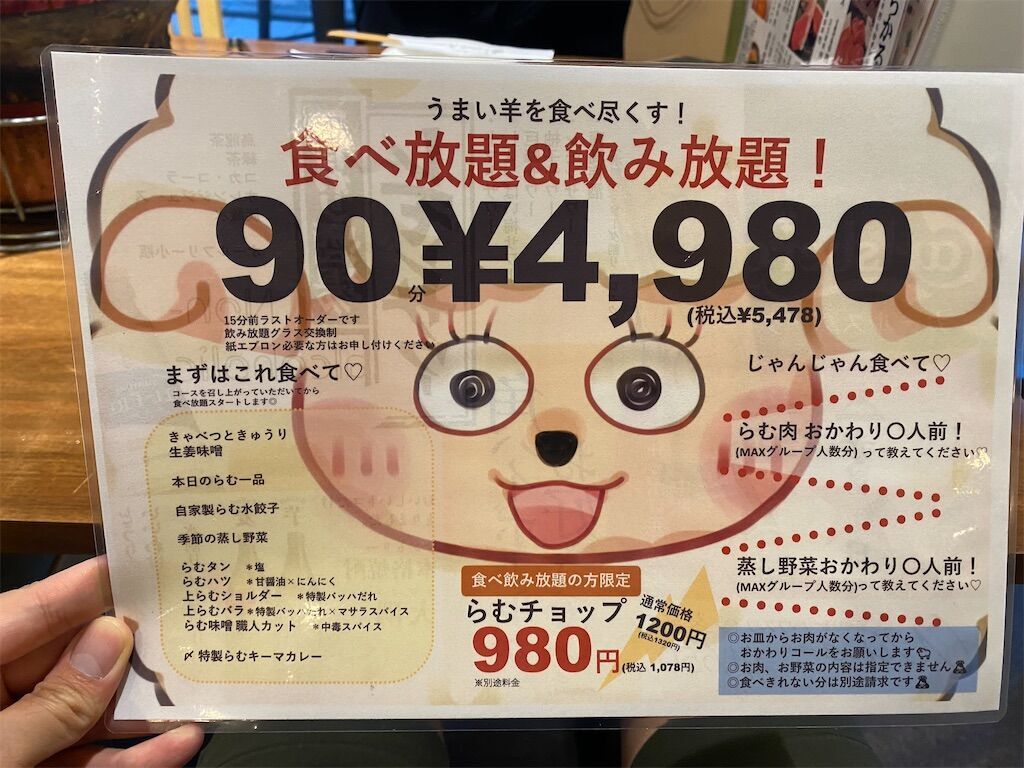 うまい羊を食べ尽くす！
食べ放題&飲み放題！
90分¥4,980
(税込¥5,478)
15分前ラストオーダーです
飲み放題グラス交換制
紙エプロン必要な方はお申し付けください
まずはこれ食べて♡
コースを召し上がっていただいてから
食べ放題スタートします◎
きゃべつときゅうり
生姜味噌
本日のらむ一品
自家製らむ水餃子
季節の蒸し野菜
らむタン ＊塩
らむハツ ＊甘醤油×にんにく
上らむショルダー ＊特製バッハだれ
上らむバラ ＊特製バッハだれ×マサラスパイス
らむ味噌 職人カット ＊中毒スパイス
〆 特製らむキーマカレー
じゃんじゃん食べて♡
らむ肉 おかわり〇人前！
(MAXグループ人数分) って教えてください♡
蒸し野菜おかわり〇人前！
(MAXグループ人数分)って教えてください♡
食べ飲み放題の方限定
らむチョップ
980円(税込 1,078円)
※別途料金
通常価格
1200円
(税込1320円)
◎お皿からお肉がなくなってから
おかわりコールをお願いします
◎お肉、お野菜の内容は指定できません
◎食べきれない分は別途請求です